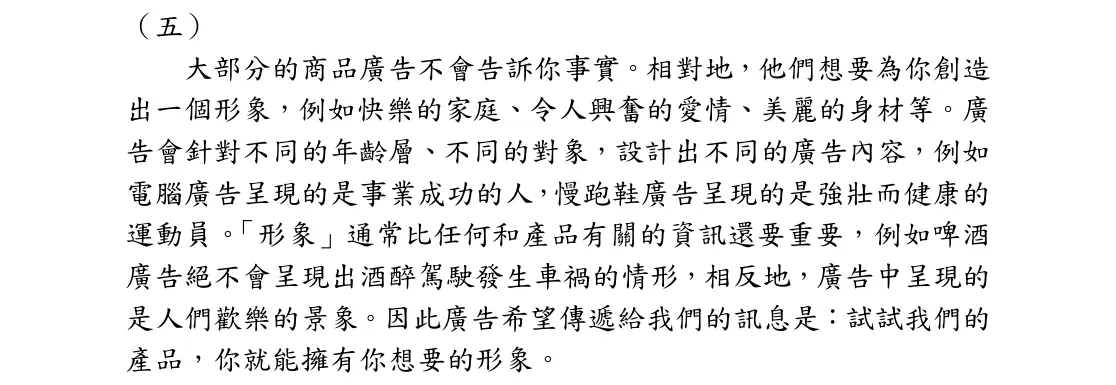 （五）
大部分的商品廣告不會告訴你事實。相對地，他們想要為你創造
出一個形象，例如快樂的家庭、令人興奮的愛情、美麗的身材等。廣
告會針對不同的年齡層、不同的對象，設計出不同的廣告內容，例如
電腦廣告呈現的是事業成功的人，慢跑鞋廣告呈現的是強壯而健康的
運動員。「形象」通常比任何和產品有關的資訊還要重要，例如啤酒
廣告絕不會呈現出酒醉駕駛發生車禍的情形，相反地，廣告中呈現的
是人們歡樂的景象。因此廣告希望傳遞給我們的訊息是：試試我們的
產品，你就能擁有你想要的形象。